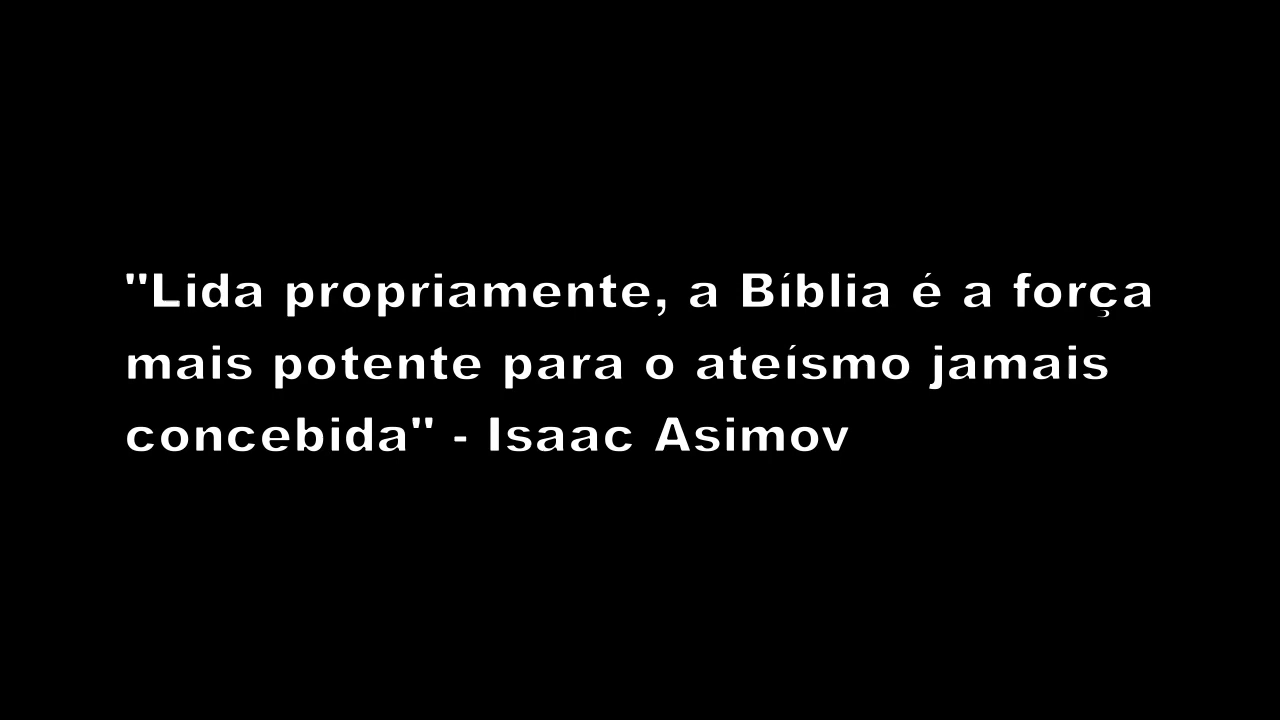 "Lida propriamente, a Bíblia é a força
mais potente para o ateísmo jamais
concebida" - Isaac Asimov